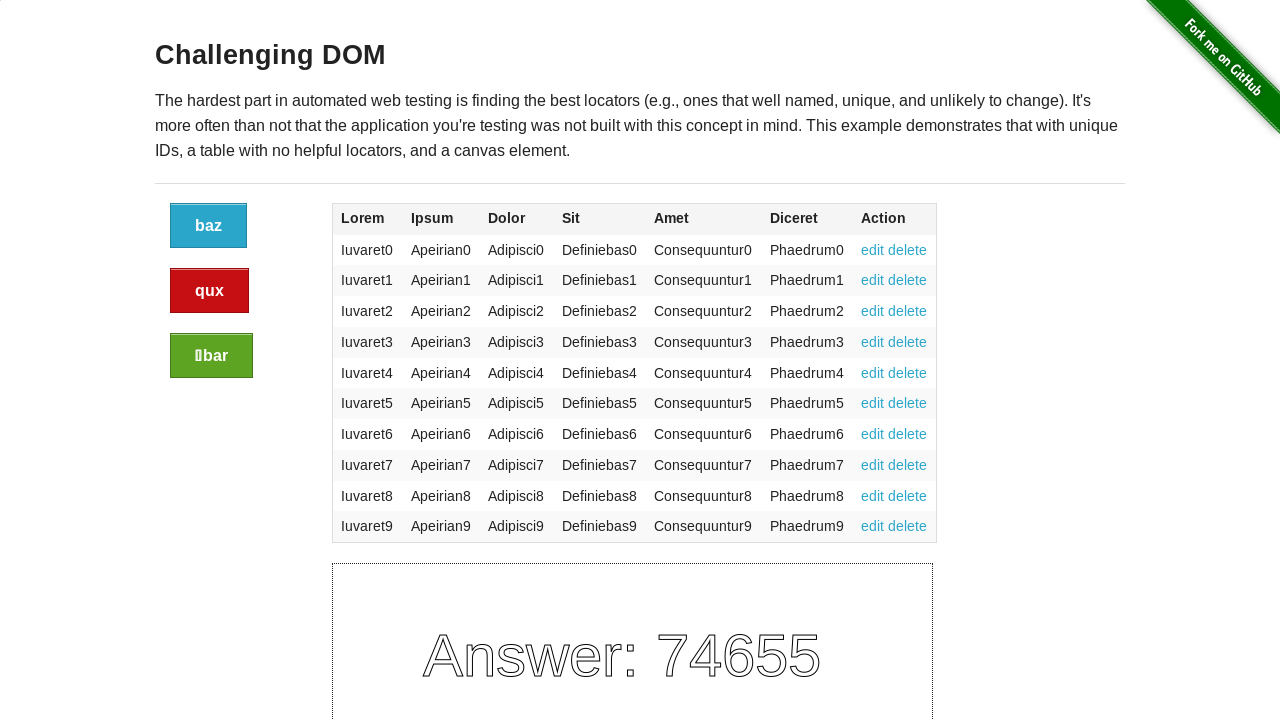 Fork me on GitHub
Challenging DOM
The hardest part in automated web testing is finding the best locators (e.g., ones that well named, unique, and unlikely to change). It's
more often than not that the application you're testing was not built with this concept in mind. This example demonstrates that with unique
IDs, a table with no helpful locators, and a canvas element.
baz
qux
bar
Lorem Ipsum Dolor Sit Amet Diceret Action
Iuvaret0 Apeirian0 Adipisci0 Definiebas0 Consequuntur0 Phaedrum0 edit delete
Iuvaret1 Apeirian1 Adipisci1 Definiebas1 Consequuntur1 Phaedrum1 edit delete
Iuvaret2 Apeirian2 Adipisci2 Definiebas2 Consequuntur2 Phaedrum2 edit delete
Iuvaret3 Apeirian3 Adipisci3 Definiebas3 Consequuntur3 Phaedrum3 edit delete
Iuvaret4 Apeirian4 Adipisci4 Definiebas4 Consequuntur4 Phaedrum4 edit delete
Iuvaret5 Apeirian5 Adipisci5 Definiebas5 Consequuntur5 Phaedrum5 edit delete
Iuvaret6 Apeirian6 Adipisci6 Definiebas6 Consequuntur6 Phaedrum6 edit delete
Iuvaret7 Apeirian7 Adipisci7 Definiebas7 Consequuntur7 Phaedrum7 edit delete
Iuvaret8 Apeirian8 Adipisci8 Definiebas8 Consequuntur8 Phaedrum8 edit delete
Iuvaret9 Apeirian9 Adipisci9 Definiebas9 Consequuntur9 Phaedrum9 edit delete
Answer: 74655